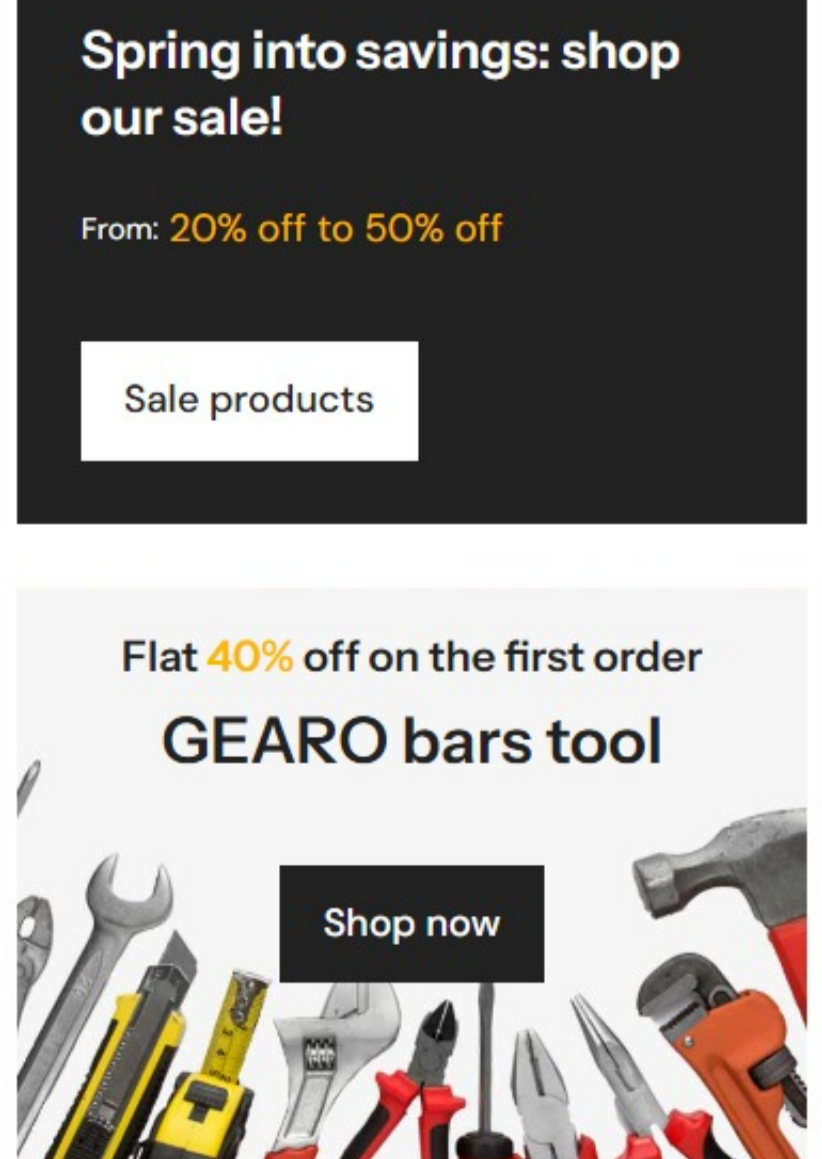 Spring into savings: shop
our sale!
From: 20% off to 50% off
Sale products
Flat 40% off on the first order
GEARO bars tool
Shop now